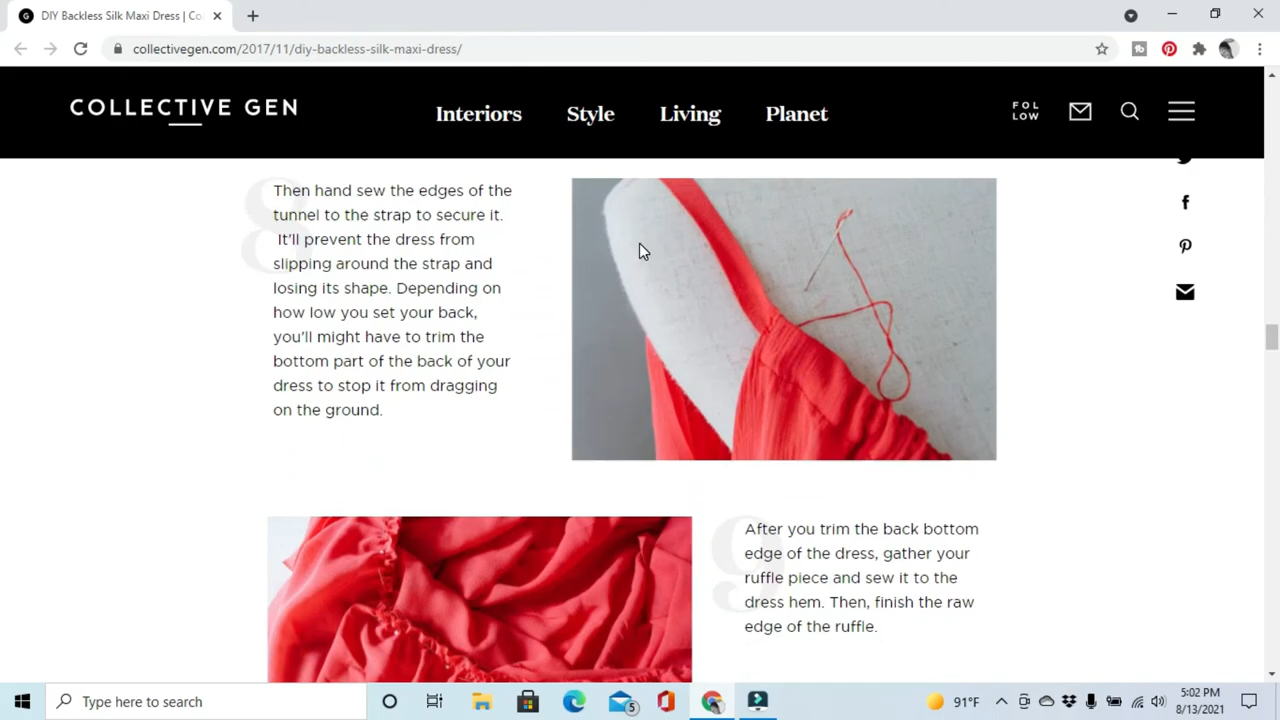 DIY Backless Silk Maxi Dress | Co
collectivegen.com/2017/11/diy-backless-silk-maxi-dress/
COLLECTIVE GEN
Interiors
Style
Living
Planet
FOL
LOW
8
Then hand sew the edges of the
tunnel to the strap to secure it.
It'll prevent the dress from
slipping around the strap and
losing its shape. Depending on
how low you set your back,
you'll might have to trim the
bottom part of the back of your
dress to stop it from dragging
on the ground.
9
After you trim the back bottom
edge of the dress, gather your
ruffle piece and sew it to the
dress hem. Then, finish the raw
edge of the ruffle.
Type here to search
5
91°F
5:02 PM
8/13/2021